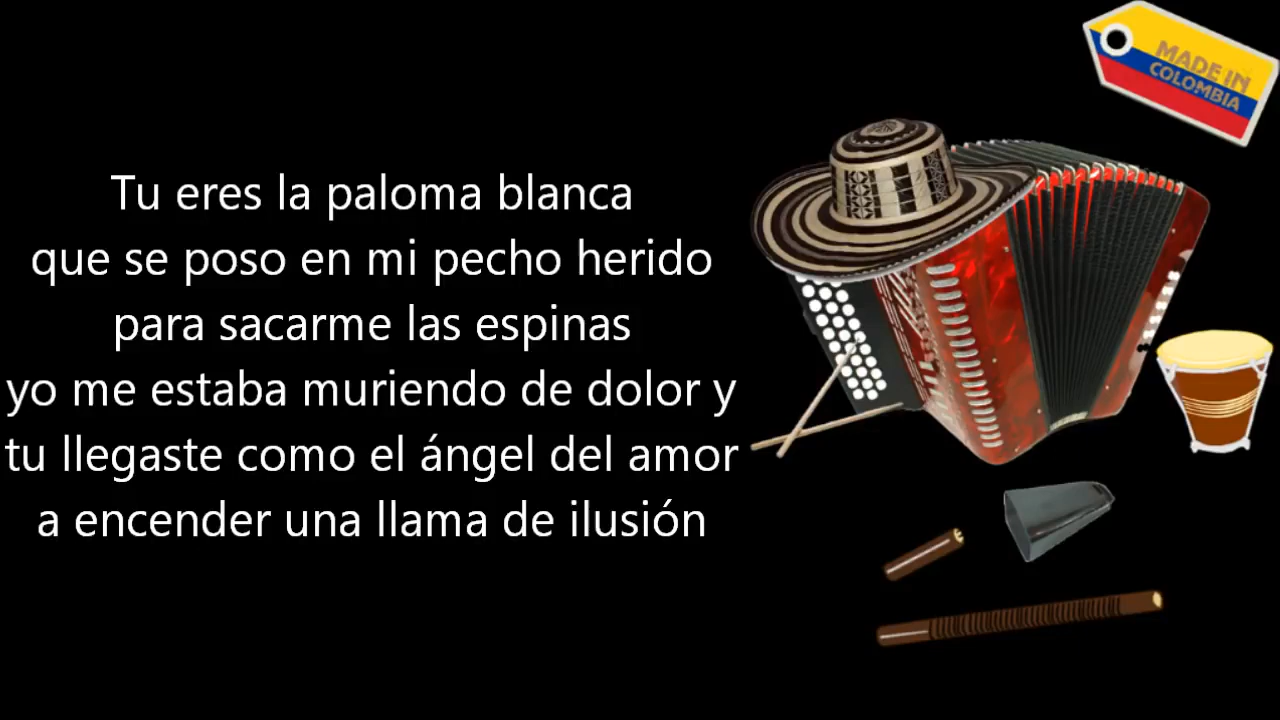 MADE IN
COLOMBIA
Tu eres la paloma blanca
que se poso en mi pecho herido
para sacarme las espinas
yo me estaba muriendo de dolor y
tu llegaste como el ángel del amor
a encender una llama de ilusión